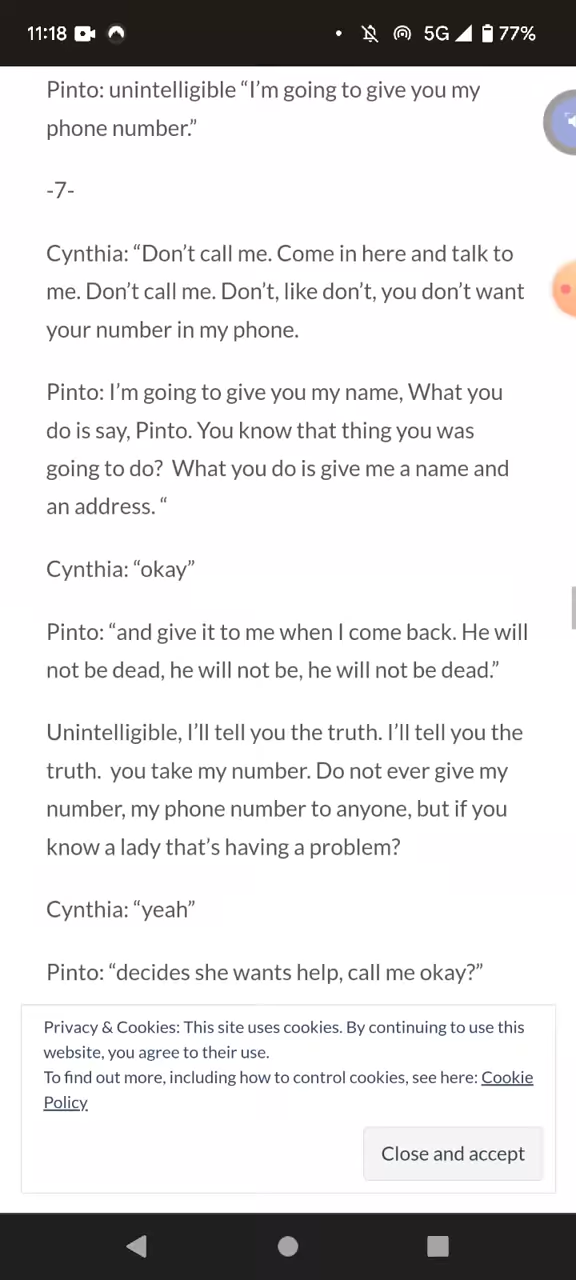 11:18
5G
77%
Pinto: unintelligible “I’m going to give you my
phone number.”
-7-
Cynthia: “Don’t call me. Come in here and talk to
me. Don’t call me. Don’t, like don’t, you don’t want
your number in my phone.
Pinto: I’m going to give you my name, What you
do is say, Pinto. You know that thing you was
going to do?  What you do is give me a name and
an address. “
Cynthia: “okay”
Pinto: “and give it to me when I come back. He will
not be dead, he will not be, he will not be dead.”
Unintelligible, I’ll tell you the truth. I’ll tell you the
truth.  you take my number. Do not ever give my
number, my phone number to anyone, but if you
know a lady that’s having a problem?
Cynthia: “yeah”
Pinto: “decides she wants help, call me okay?”
Privacy & Cookies: This site uses cookies. By continuing to use this
website, you agree to their use.
To find out more, including how to control cookies, see here: Cookie
Policy
Close and accept